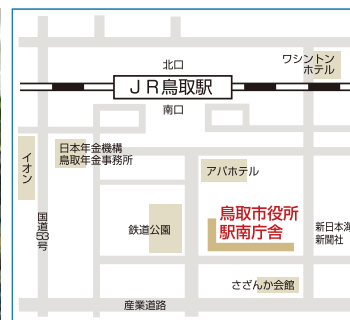 北口
ワシントン
ホテル
ＪＲ鳥取駅
南口
イオン
日本年金機構
鳥取年金事務所
アパホテル
国道53号
鉄道公園
鳥取市役所
駅南庁舎
新日本海
新聞社
さざんか会館
産業道路